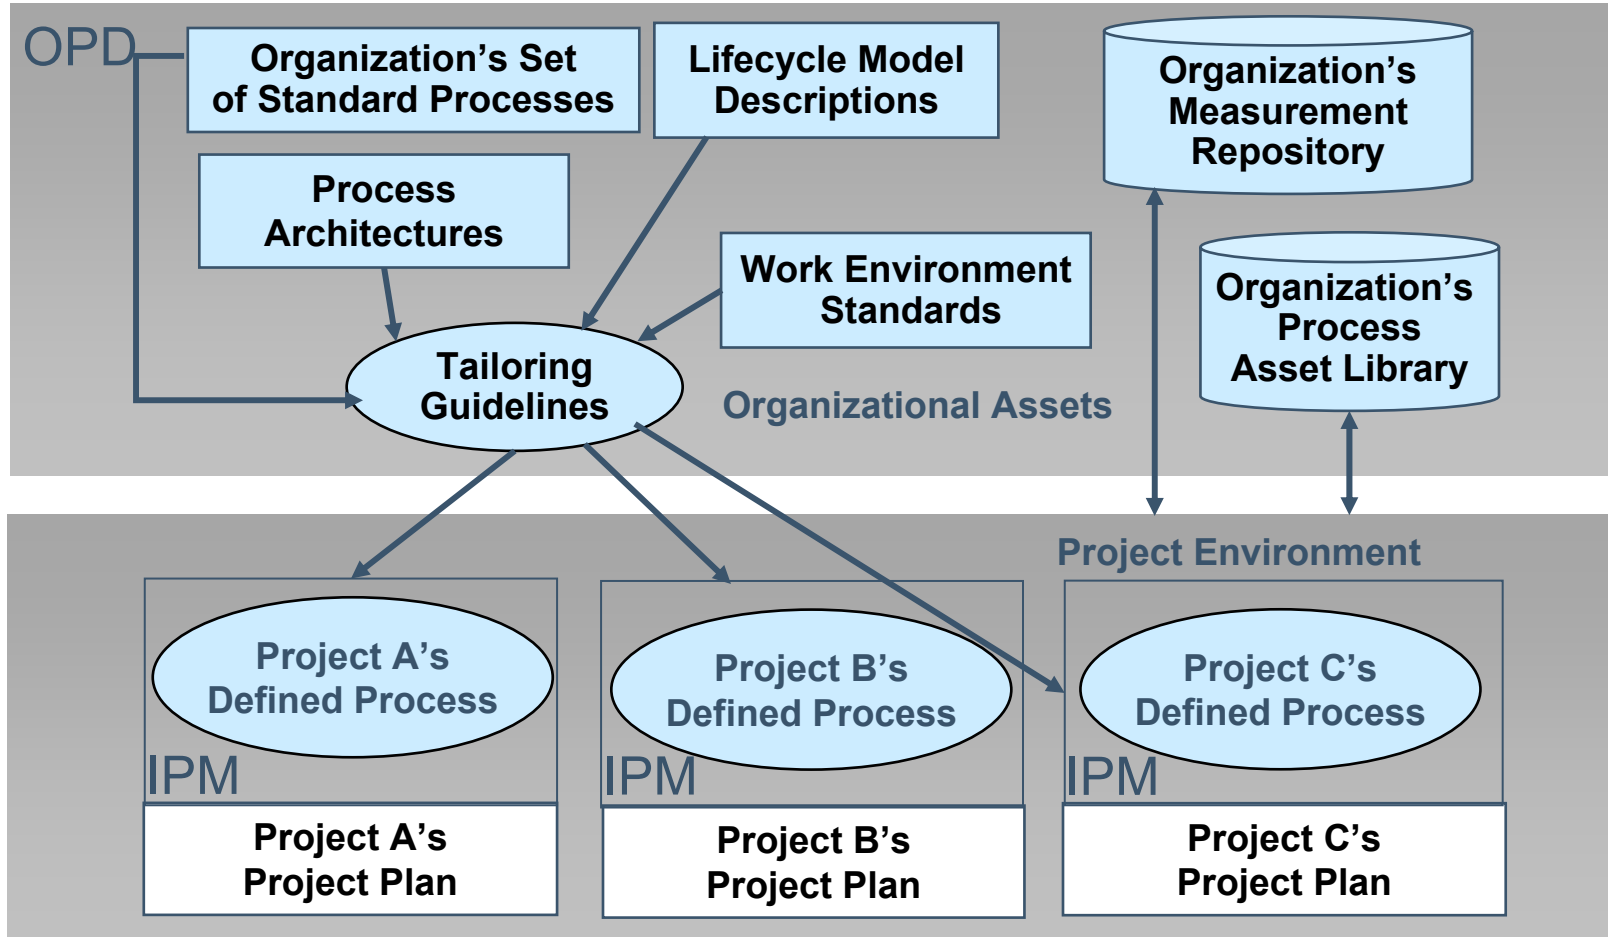 OPD
Organization’s Set
of Standard Processes
Lifecycle Model
Descriptions
Organization’s
Measurement
Repository
Process
Architectures
Work Environment
Standards
Organization’s
Process
Asset Library
Tailoring
Guidelines
Organizational Assets
Project Environment
Project A’s
Defined Process
IPM
Project A’s
Project Plan
Project B’s
Defined Process
IPM
Project B’s
Project Plan
Project C’s
Defined Process
IPM
Project C’s
Project Plan